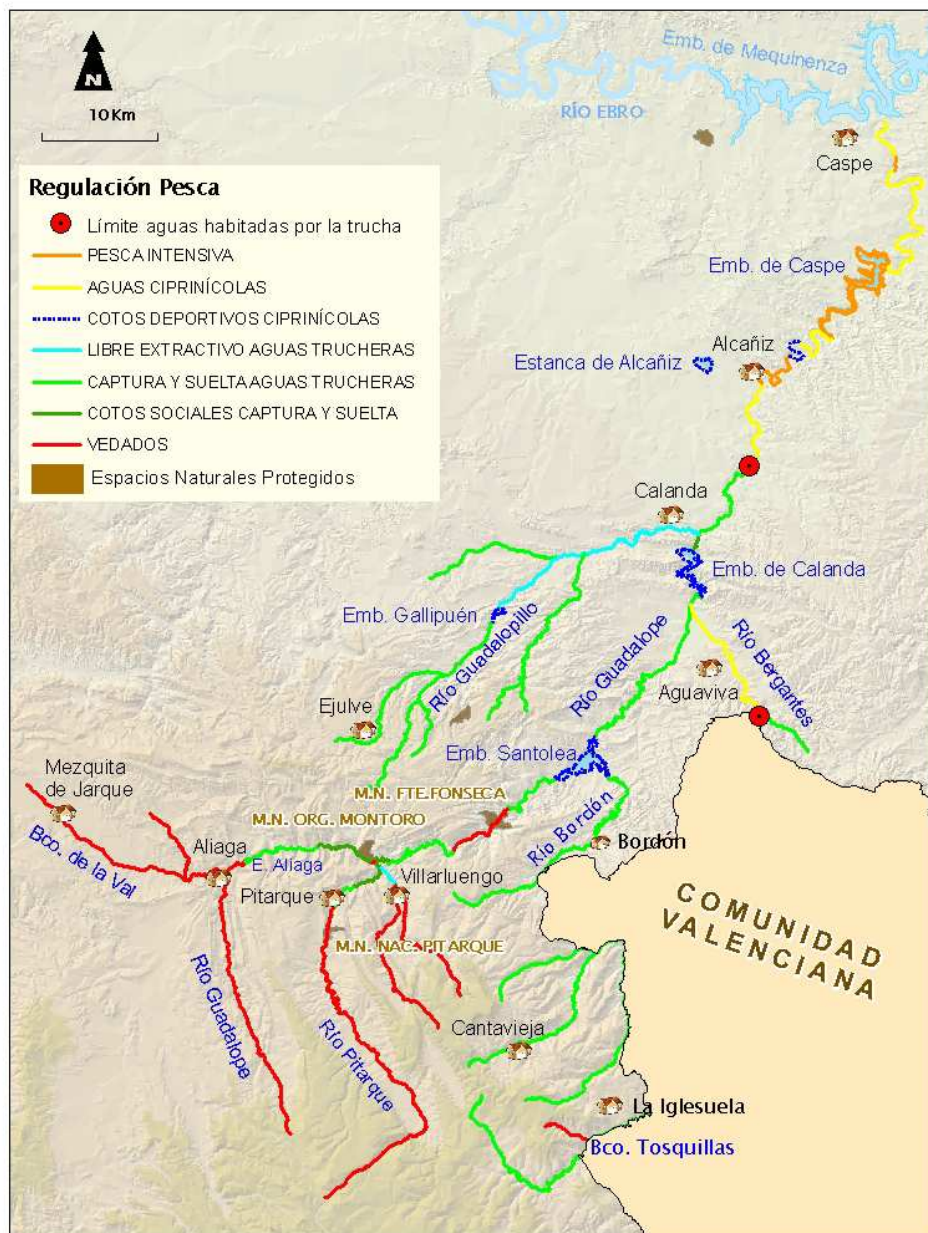 Emb. de Mequinenza
N
10 Km
RÍO EBRO
Caspe
Regulación Pesca
Límite aguas habitadas por la trucha
PESCA INTENSIVA
AGUAS CIPRINÍCOLAS
COTOS DEPORTIVOS CIPRINÍCOLAS
LIBRE EXTRACTIVO AGUAS TRUCHERAS
CAPTURA Y SUELTA AGUAS TRUCHERAS
COTOS SOCIALES CAPTURA Y SUELTA
VEDADOS
Espacios Naturales Protegidos
Emb. de Caspe
Alcañiz
Estanca de Alcañiz
Calanda
Emb. de Calanda
Emb. Gallipuén
Río Guadalopillo
Río Guadalope
Río Bergantes
Aguaviva
Ejulve
Emb. Santolea
Mezquita
de Jarque
M.N. FTE.FONSECA
M.N. ORG. MONTORO
Río Bordón
Bordón
Bco. de la Val
Aliaga
E. Aliaga
Pitarque
Villarluengo
COMUNIDAD
VALENCIANA
M.N. NAC. PITARQUE
Río Guadalope
Río Pitarque
Cantavieja
La Iglesuela
Bco. Tosquillas